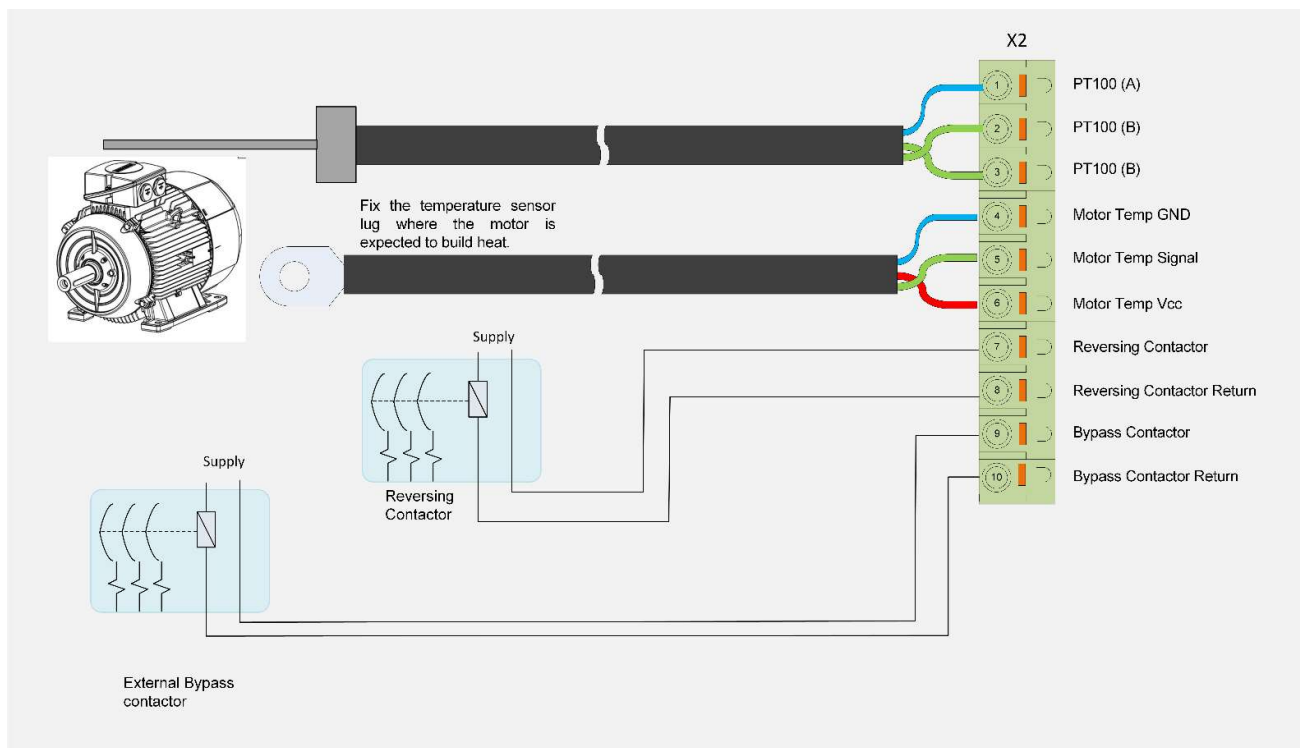 X2
1 PT100 (A)
2 PT100 (B)
3 PT100 (B)
Fix the temperature sensor
lug where the motor is
expected to build heat.
4 Motor Temp GND
5 Motor Temp Signal
6 Motor Temp Vcc
Supply
7 Reversing Contactor
8 Reversing Contactor Return
9 Bypass Contactor
10 Bypass Contactor Return
Reversing
Contactor
Supply
External Bypass
contactor